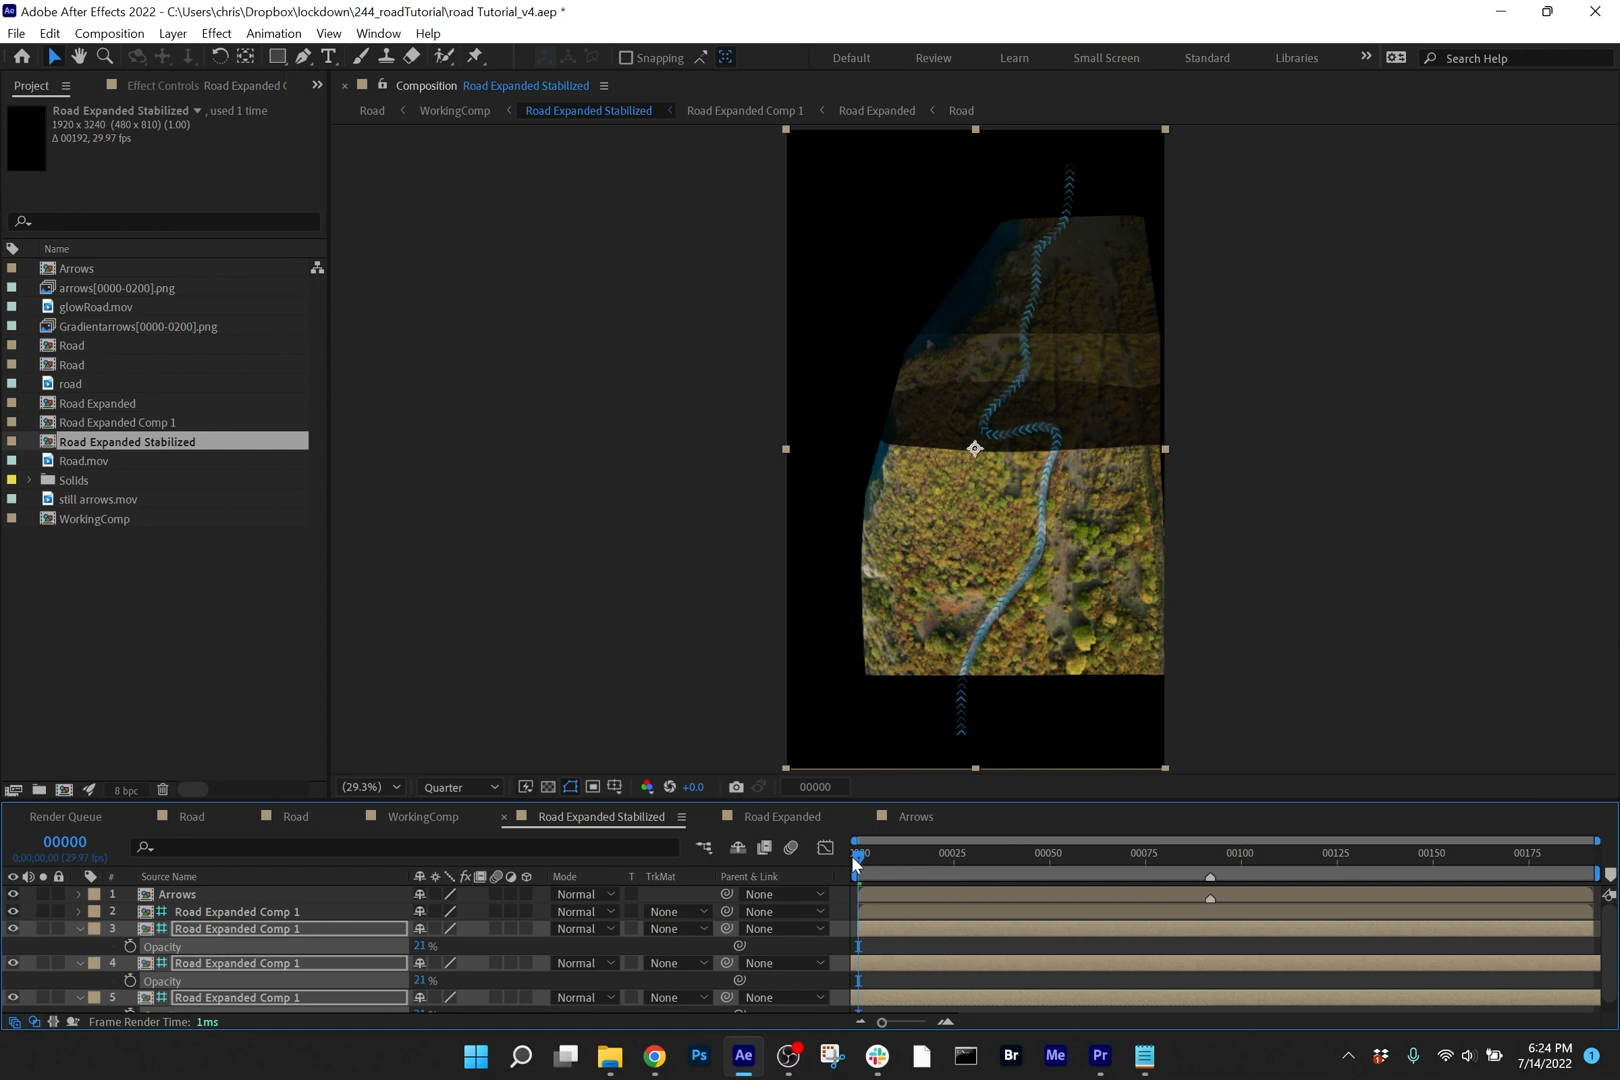 Adobe After Effects 2022 - C:\Users\chris\Dropbox\lockdown\244_roadTutorial\road Tutorial_v4.aep *
File Edit Composition Layer Effect Animation View Window Help
Snapping Default Review Learn Small Screen Standard Libraries Search Help
Project Effect Controls Road Expanded C
Composition Road Expanded Stabilized
Road Expanded Stabilized , used 1 time
1920 x 3240 (480 x 810) (1.00)
Δ 00192, 29.97 fps
Road WorkingComp Road Expanded Stabilized Road Expanded Comp 1 Road Expanded Road
Name
Arrows
arrows[0000-0200].png
glowRoad.mov
Gradientarrows[0000-0200].png
Road
Road
road
Road Expanded
Road Expanded Comp 1
Road Expanded Stabilized
Road.mov
Solids
still arrows.mov
WorkingComp
8 bpc
(29.3%) Quarter +0.0 00000
Render Queue Road Road WorkingComp Road Expanded Stabilized Road Expanded Arrows
00000
0;00;00;00 (29.97 fps)
00025 00050 00075 00100 00125 00150 00175
# Source Name fx Mode T TrkMat Parent & Link
1 Arrows Normal None
2 Road Expanded Comp 1 Normal None None
3 Road Expanded Comp 1 Normal None None
Opacity 21 %
4 Road Expanded Comp 1 Normal None None
Opacity 21 %
5 Road Expanded Comp 1 Normal None None
Frame Render Time: 1ms
Ps Ae Br Me Pr
6:24 PM
7/14/2022
1